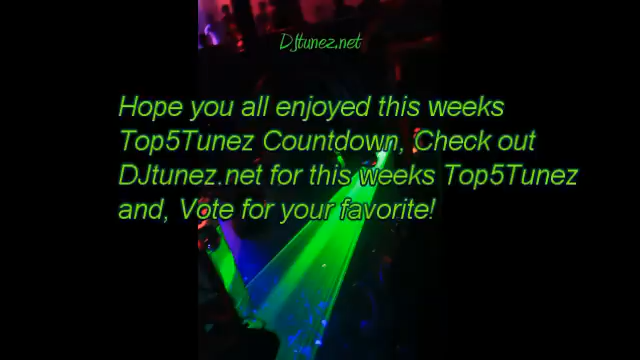 DJtunez.net
Hope you all enjoyed this weeks
Top5Tunez Countdown, Check out
DJtunez.net for this weeks Top5Tunez
and, Vote for your favorite!